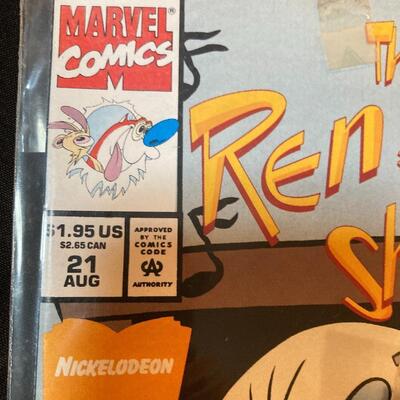 MARVEL®
COMICS
M
$1.95 US
$2.65 CAN
21
AUG
APPROVED
BY THE
COMICS
CODE
CA
AUTHORITY
REN
NICKELODEON